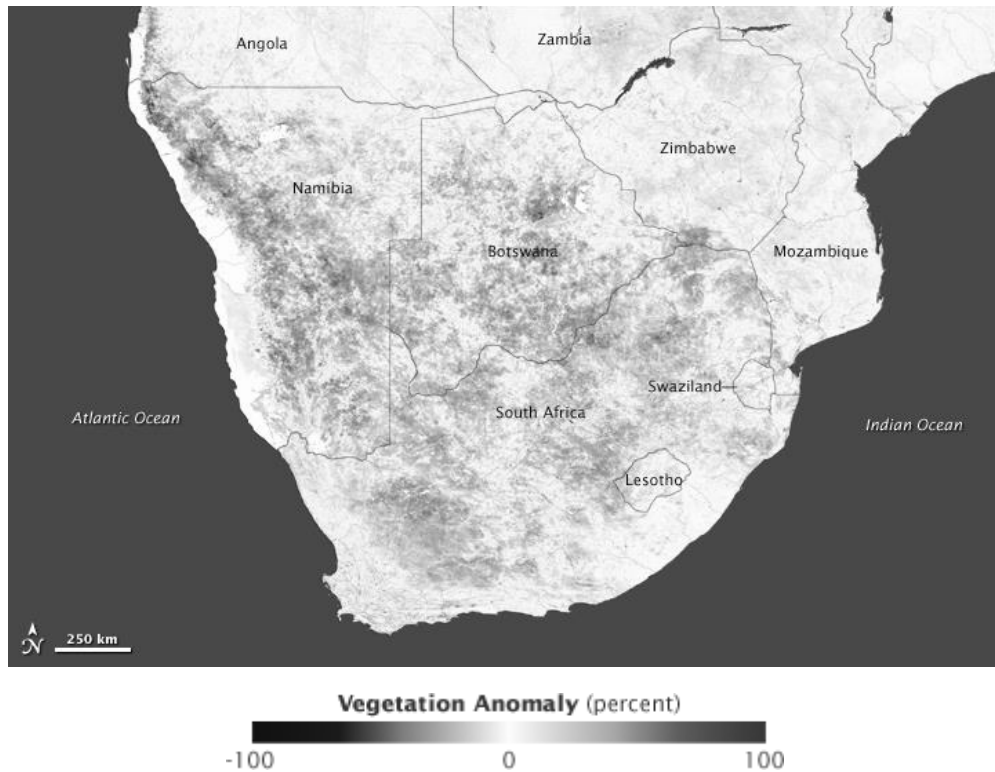 Angola
Zambia
Zimbabwe
Namibia
Botswana
Mozambique
Swaziland
South Africa
Atlantic Ocean
Indian Ocean
Lesotho
N
250 km
Vegetation Anomaly (percent)
-100 0 100